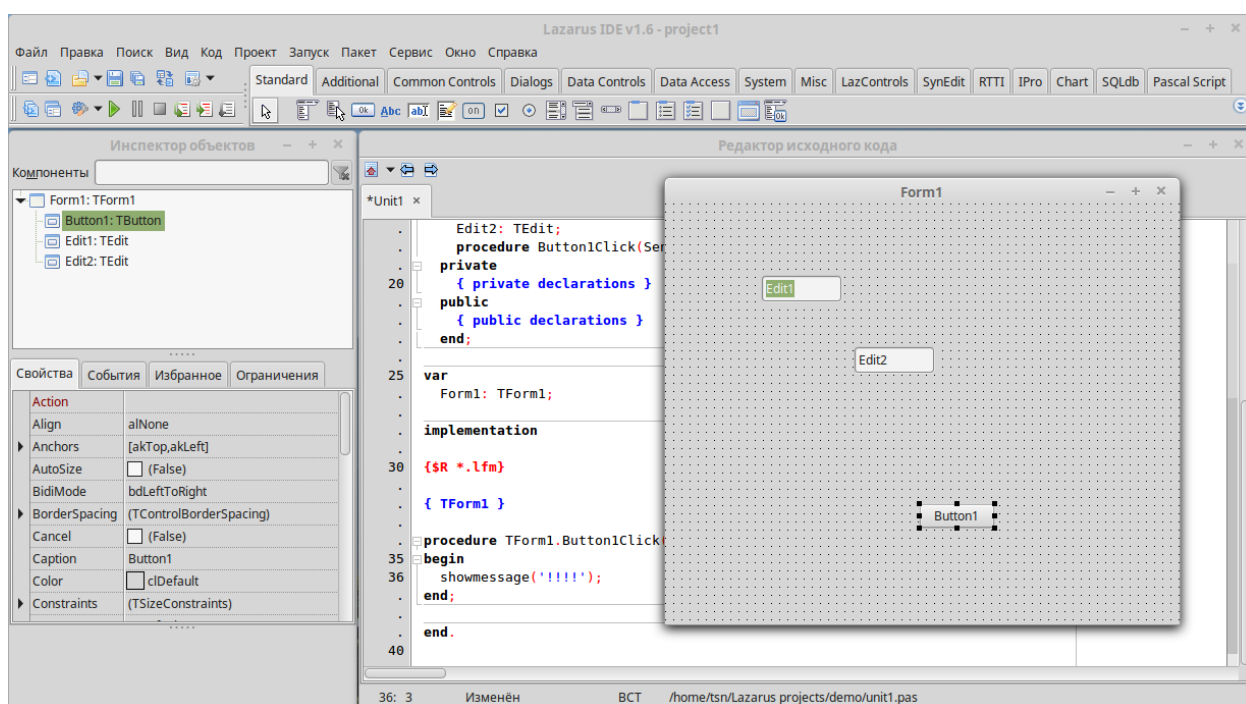 Lazarus IDE v1.6 - project1
Файл Правка Поиск Вид Код Проект Запуск Пакет Сервис Окно Справка
Standard Additional Common Controls Dialogs Data Controls Data Access System Misc LazControls SynEdit RTTI IPro Chart SQLdb Pascal Script
Ok Abc abI on Ok
Инспектор объектов
Компоненты
Form1: TForm1
Button1: TButton
Edit1: TEdit
Edit2: TEdit
Свойства События Избранное Ограничения
Action
Align alNone
Anchors [akTop,akLeft]
AutoSize (False)
BidiMode bdLeftToRight
BorderSpacing (TControlBorderSpacing)
Cancel (False)
Caption Button1
Color clDefault
Constraints (TSizeConstraints)
Редактор исходного кода
*Unit1
Edit2: TEdit;
procedure Button1Click(Sen
private
20 { private declarations }
public
{ public declarations }
end;
25 var
Form1: TForm1;
implementation
30 {$R *.lfm}
{ TForm1 }
procedure TForm1.Button1Click
35 begin
36 showmessage('!!!!');
end;
end.
40
36: 3 Изменён ВСТ /home/tsn/Lazarus projects/demo/unit1.pas
Form1
Edit1
Edit2
Button1